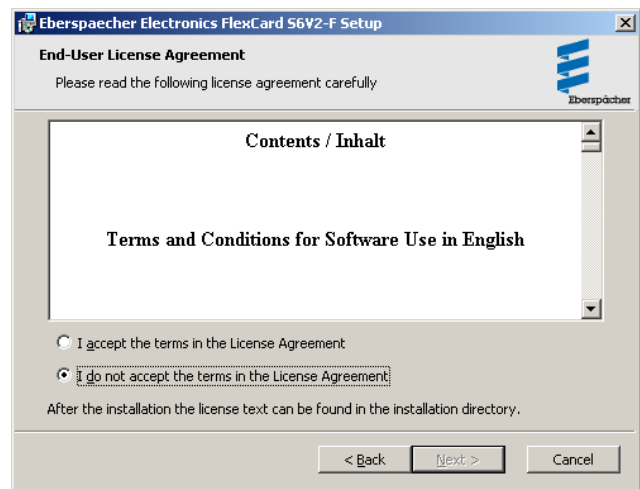 Eberspaecher Electronics FlexCard S6V2-F Setup
End-User License Agreement
Please read the following license agreement carefully
Eberspächer
Contents / Inhalt
Terms and Conditions for Software Use in English
I accept the terms in the License Agreement
I do not accept the terms in the License Agreement
After the installation the license text can be found in the installation directory.
< Back Next > Cancel